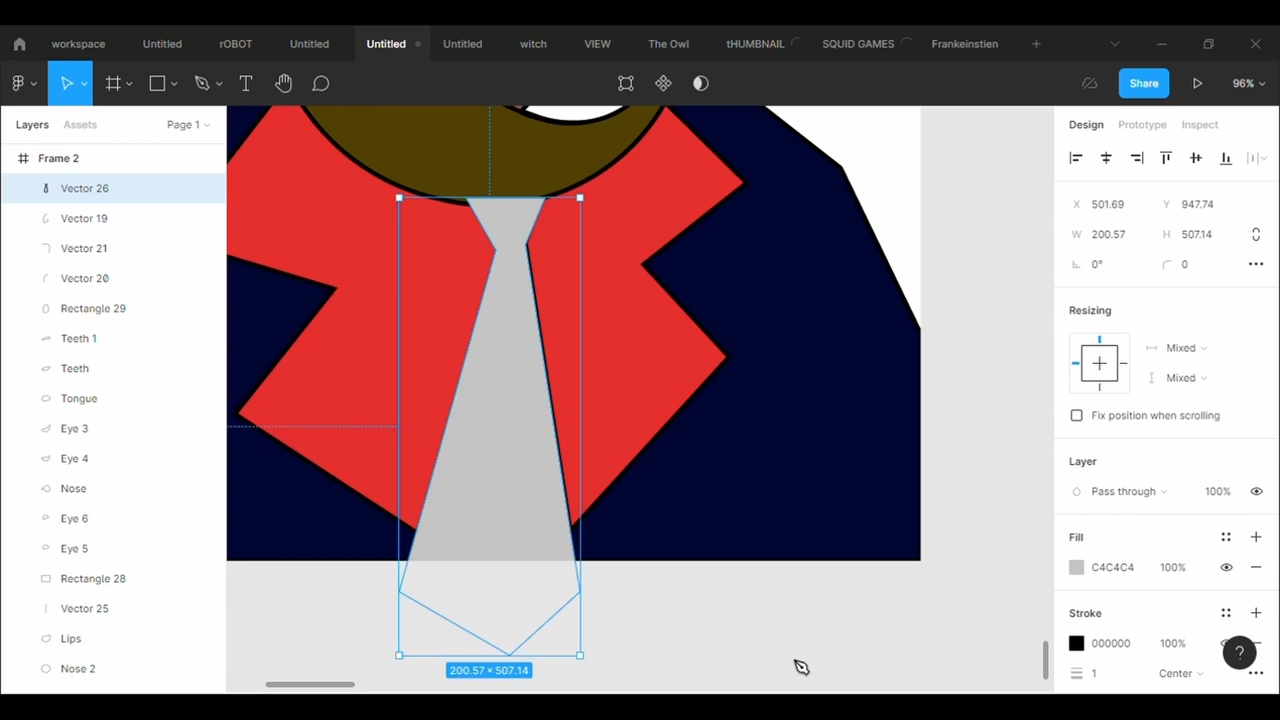 workspace Untitled rOBOT Untitled Untitled Untitled witch VIEW The Owl tHUMBNAIL SQUID GAMES Frankeinstien
T Share 96%
Layers Assets Page 1 Design Prototype Inspect
Frame 2
Vector 26
Vector 19
Vector 21
Vector 20
Rectangle 29
Teeth 1
Teeth
Tongue
Eye 3
Eye 4
Nose
Eye 6
Eye 5
Rectangle 28
Vector 25
Lips
Nose 2
200.57 × 507.14
X 501.69 Y 947.74
W 200.57 H 507.14
0° 0
Resizing
Mixed
Mixed
Fix position when scrolling
Layer
Pass through 100%
Fill
C4C4C4 100%
Stroke
000000 100%
?
1 Center